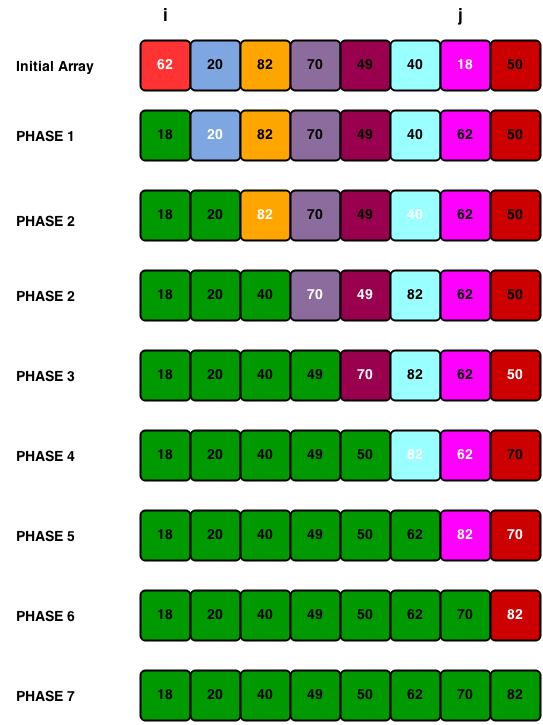 i j
Initial Array 62 20 82 70 49 40 18 50
PHASE 1 18 20 82 70 49 40 62 50
PHASE 2 18 20 82 70 49 40 62 50
PHASE 2 18 20 40 70 49 82 62 50
PHASE 3 18 20 40 49 70 82 62 50
PHASE 4 18 20 40 49 50 82 62 70
PHASE 5 18 20 40 49 50 62 82 70
PHASE 6 18 20 40 49 50 62 70 82
PHASE 7 18 20 40 49 50 62 70 82